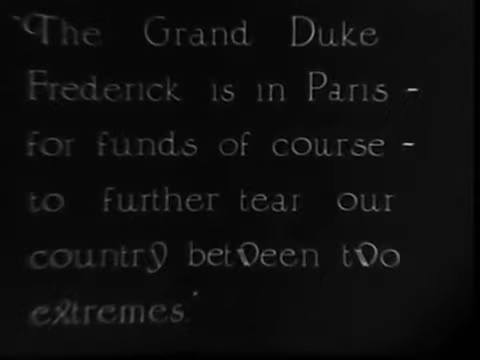 "The Grand Duke
Frederick is in Paris -
for funds of course -
to further tear our
country between two
extremes."